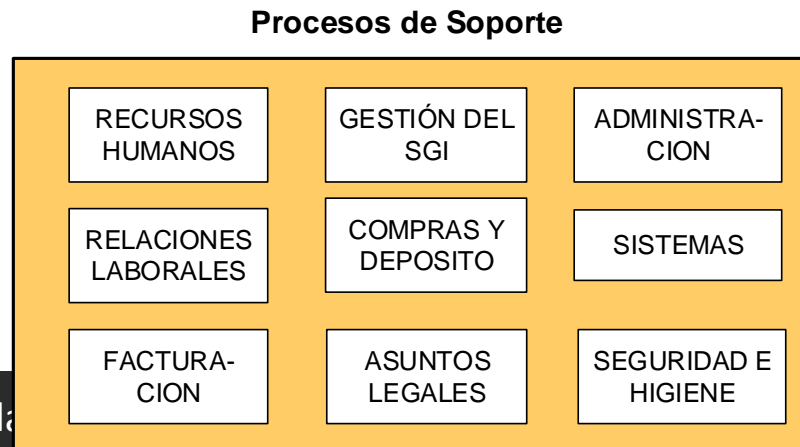 Procesos de Soporte
RECURSOS
HUMANOS
GESTIÓN DEL
SGI
ADMINISTRA-
CION
RELACIONES
LABORALES
COMPRAS Y
DEPOSITO
SISTEMAS
FACTURA-
CION
ASUNTOS
LEGALES
SEGURIDAD E
HIGIENE